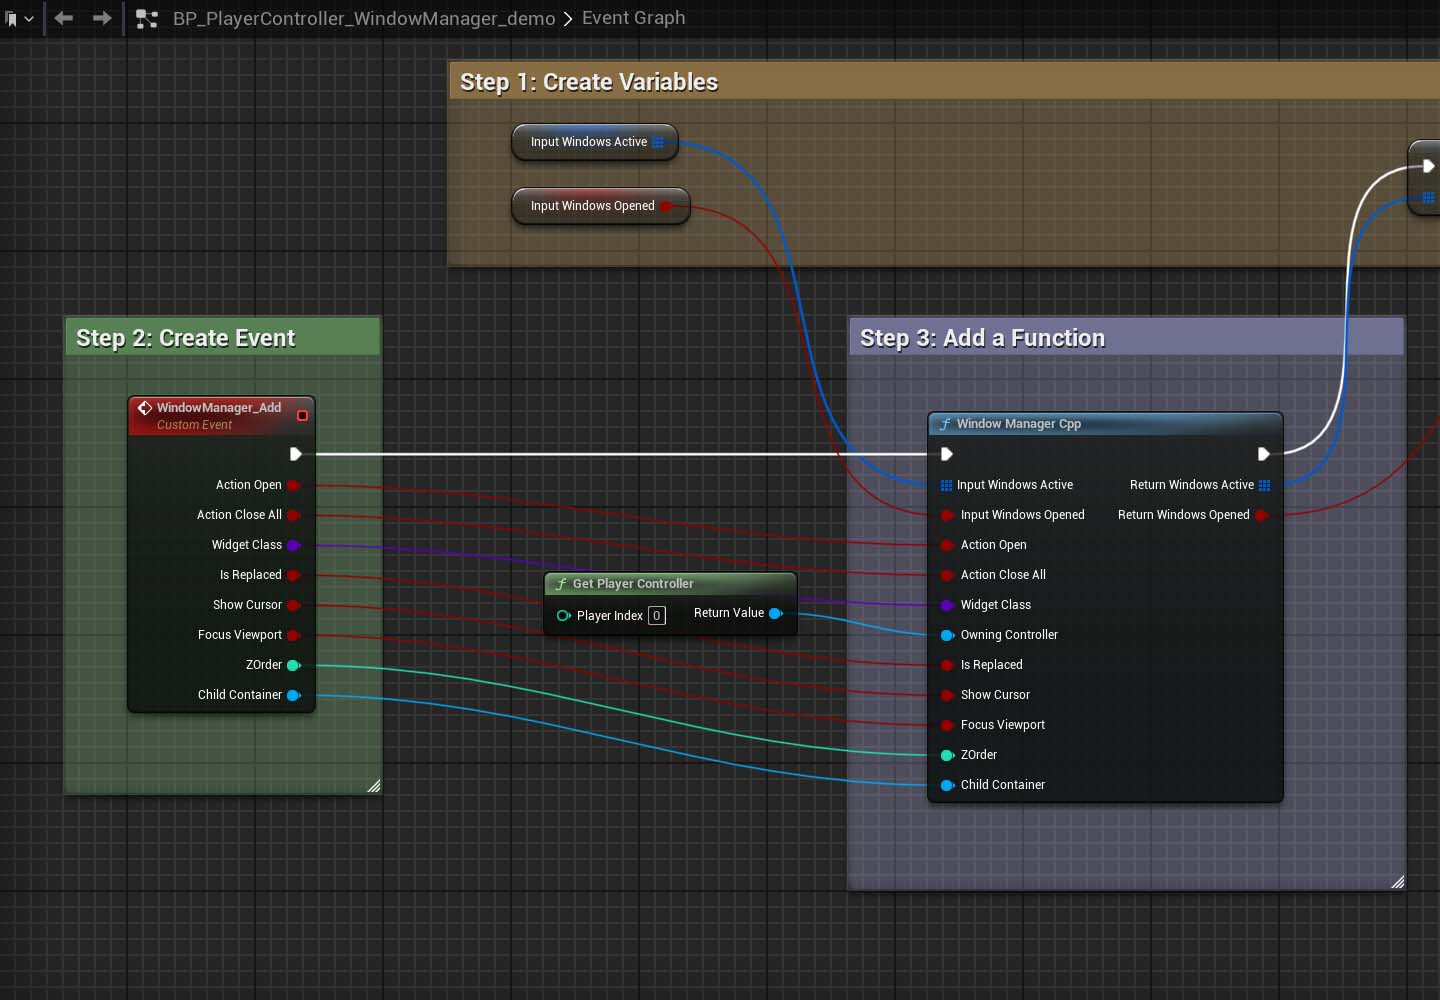 BP_PlayerController_WindowManager_demo > Event Graph
Step 1: Create Variables
Input Windows Active
Input Windows Opened
Step 2: Create Event
WindowManager_Add
Custom Event
Action Open
Action Close All
Widget Class
Is Replaced
Show Cursor
Focus Viewport
ZOrder
Child Container
Get Player Controller
Player Index 0
Return Value
Step 3: Add a Function
Window Manager Cpp
Input Windows Active
Return Windows Active
Input Windows Opened
Return Windows Opened
Action Open
Action Close All
Widget Class
Owning Controller
Is Replaced
Show Cursor
Focus Viewport
ZOrder
Child Container